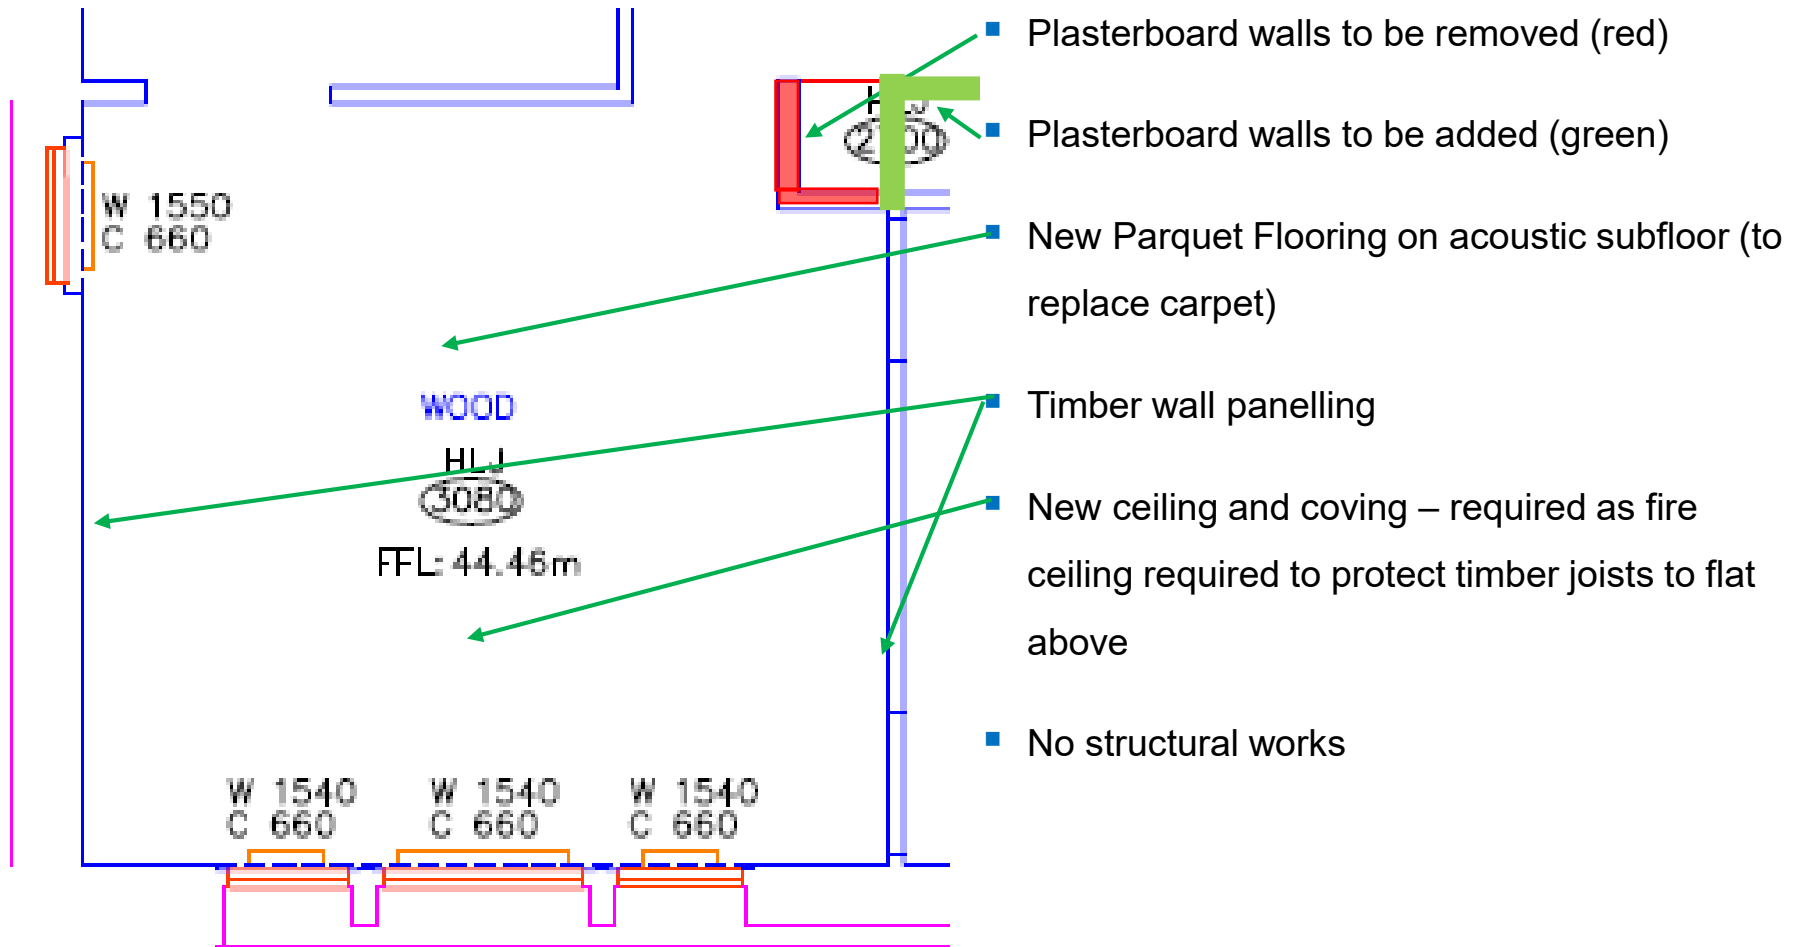 Plasterboard walls to be removed (red)
Plasterboard walls to be added (green)
New Parquet Flooring on acoustic subfloor (to
replace carpet)
Timber wall panelling
New ceiling and coving – required as fire
ceiling required to protect timber joists to flat
above
No structural works
W 1550
C 660
WOOD
HLJ
3080
FFL: 44.46m
W 1540
C 660
W 1540
C 660
W 1540
C 660